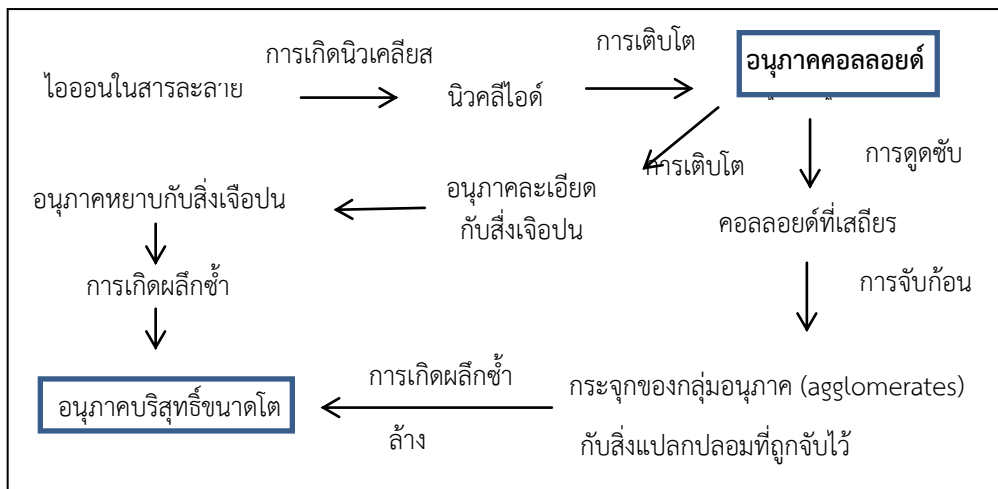 ไอออนในสารละลาย
การเกิดนิวเคลียส
นิวคลีไอด์
การเติบโต
อนุภาคคอลลอยด์
การดูดซับ
การเติบโต
อนุภาคหยาบกับสิ่งเจือปน
อนุภาคละเอียด
กับสื่งเจิอปน
คอลลอยด์ที่เสถียร
การเกิดผลึกซ้ำ
การจับก้อน
การเกิดผลึกซ้ำ
กระจุกของกลุ่มอนุภาค (agglomerates)
อนุภาคบริสุทธิ์ขนาดโต
ล้าง
กับสิ่งแปลกปลอมที่ถูกจับไว้